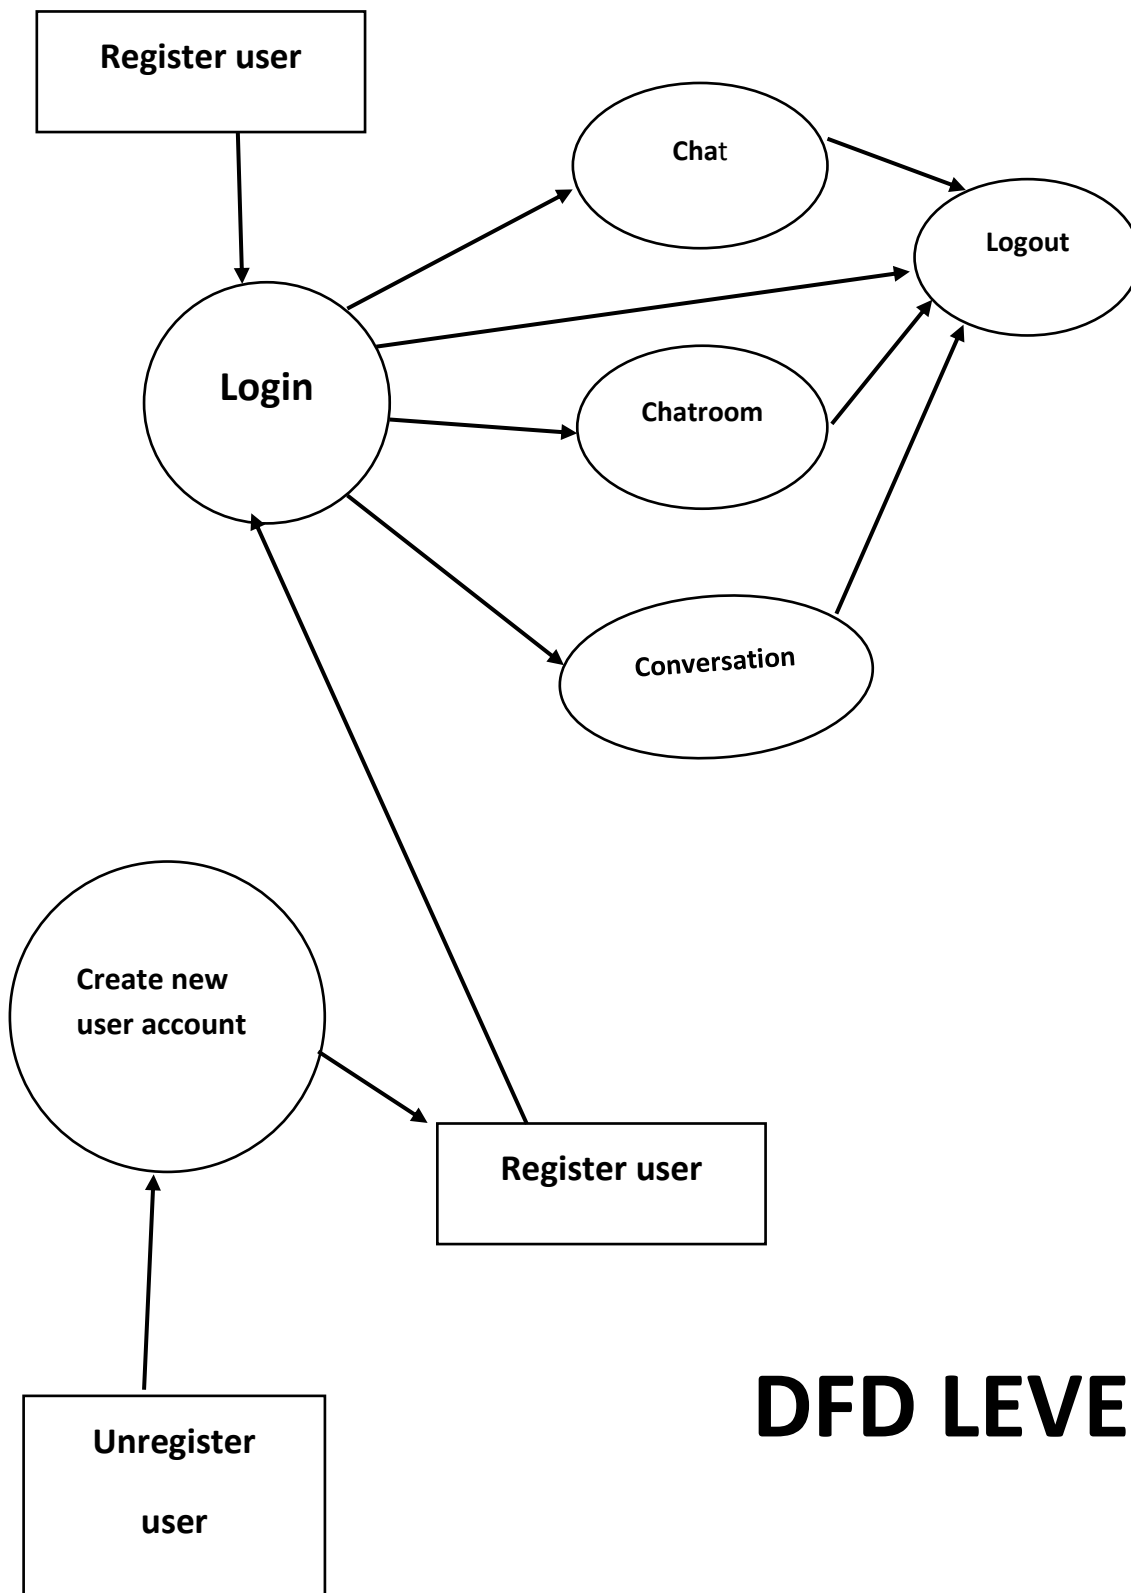 Register user
Chat
Logout
Login
Chatroom
Conversation
Create new
user account
Register user
DFD LEVE
Unregister
user